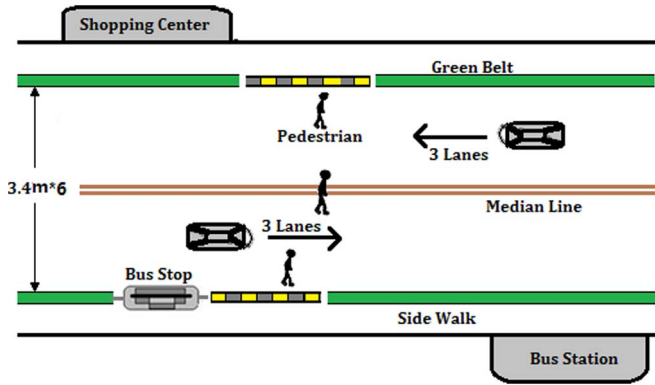 Shopping Center
Green Belt
Pedestrian
3 Lanes
3.4m*6
Median Line
3 Lanes
Bus Stop
Side Walk
Bus Station